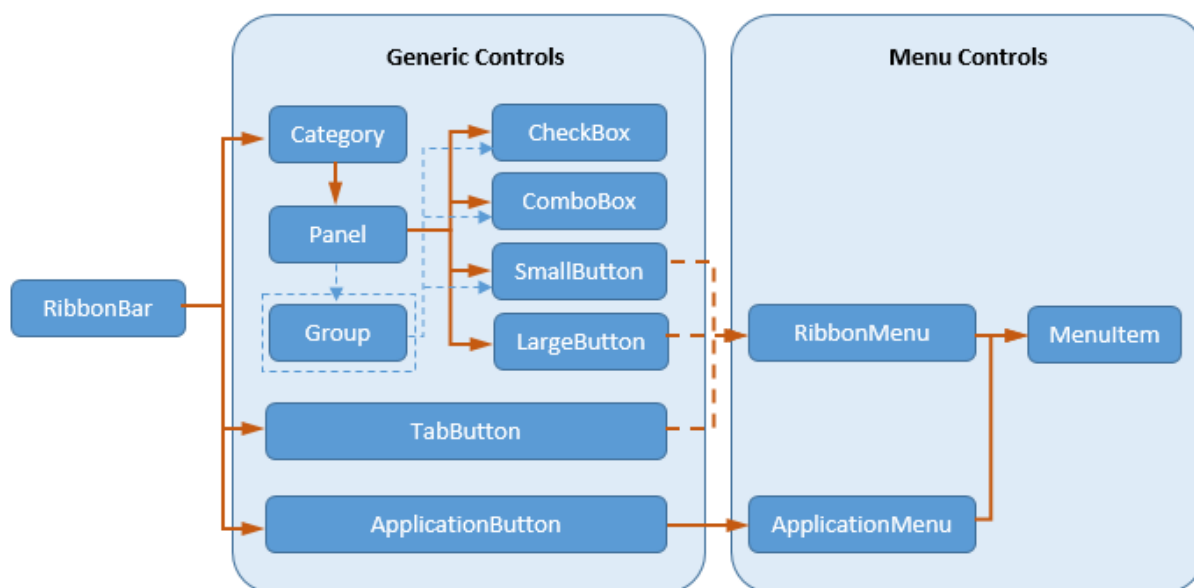 Generic Controls
Menu Controls
Category
CheckBox
ComboBox
Panel
SmallButton
RibbonBar
Group
LargeButton
RibbonMenu
MenuItem
TabButton
ApplicationButton
ApplicationMenu